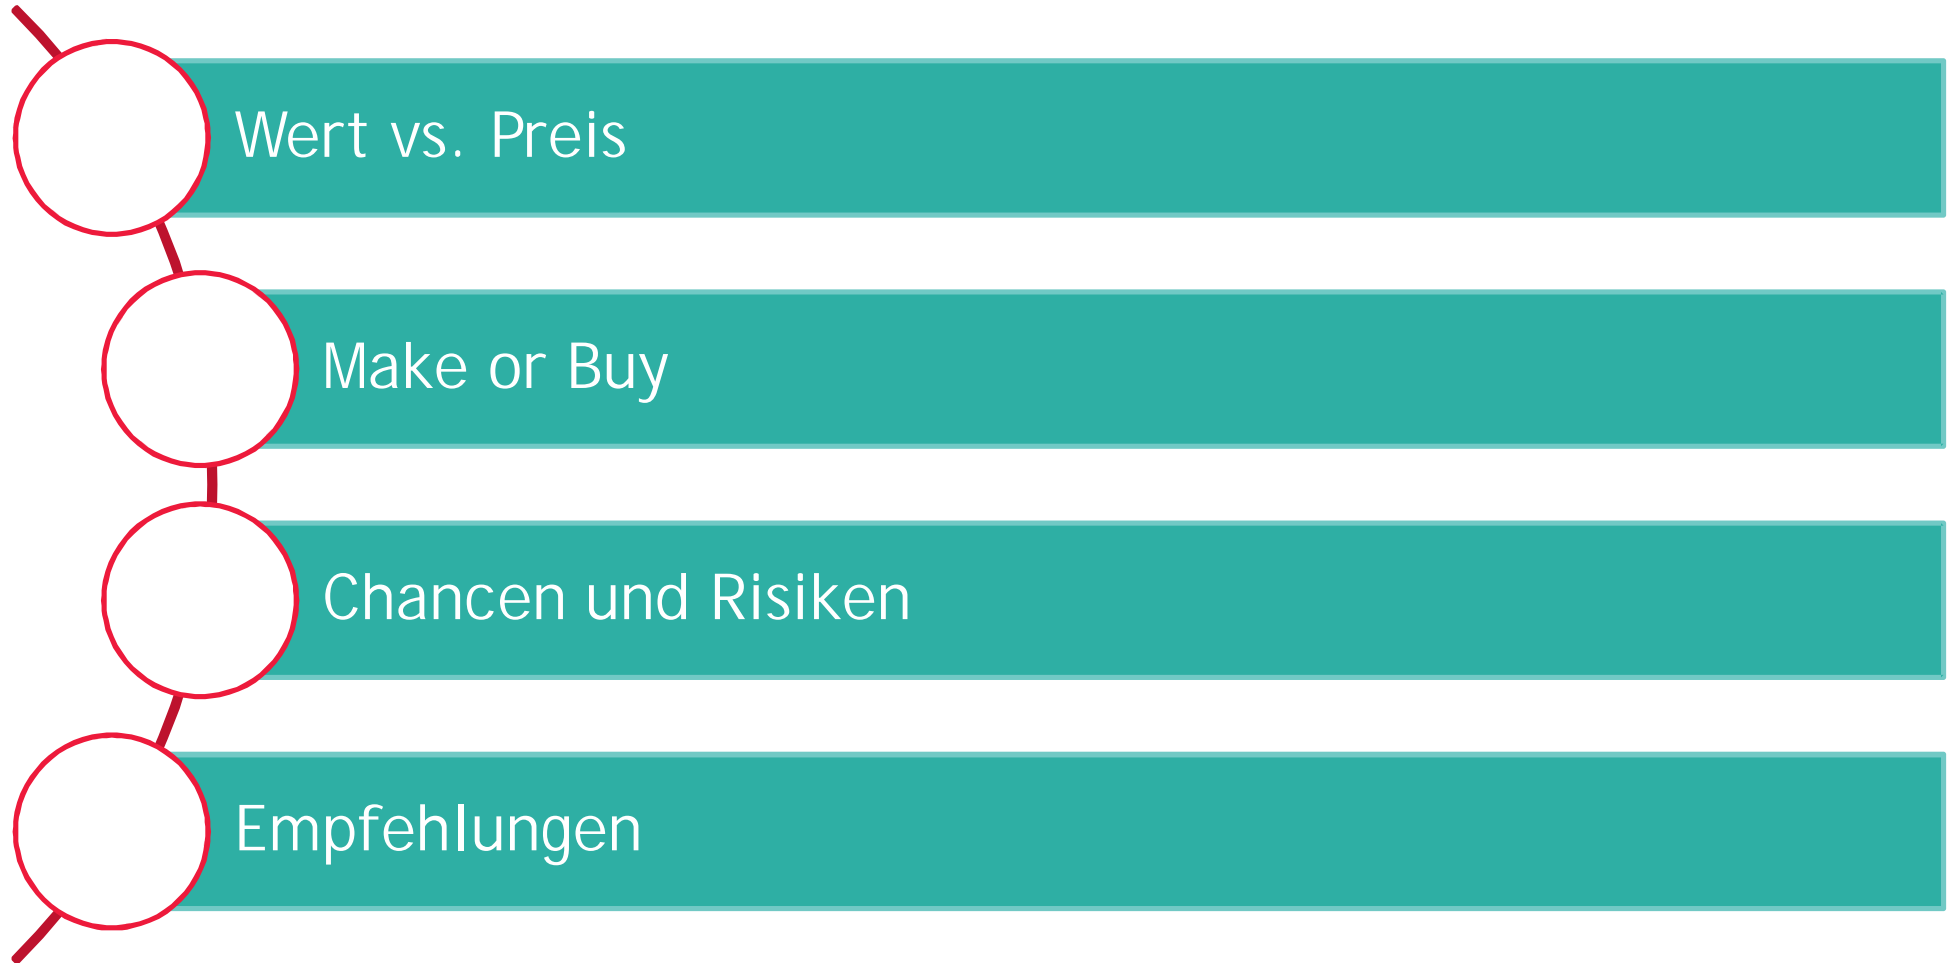 Wert vs. Preis
Make or Buy
Chancen und Risiken
Empfehlungen